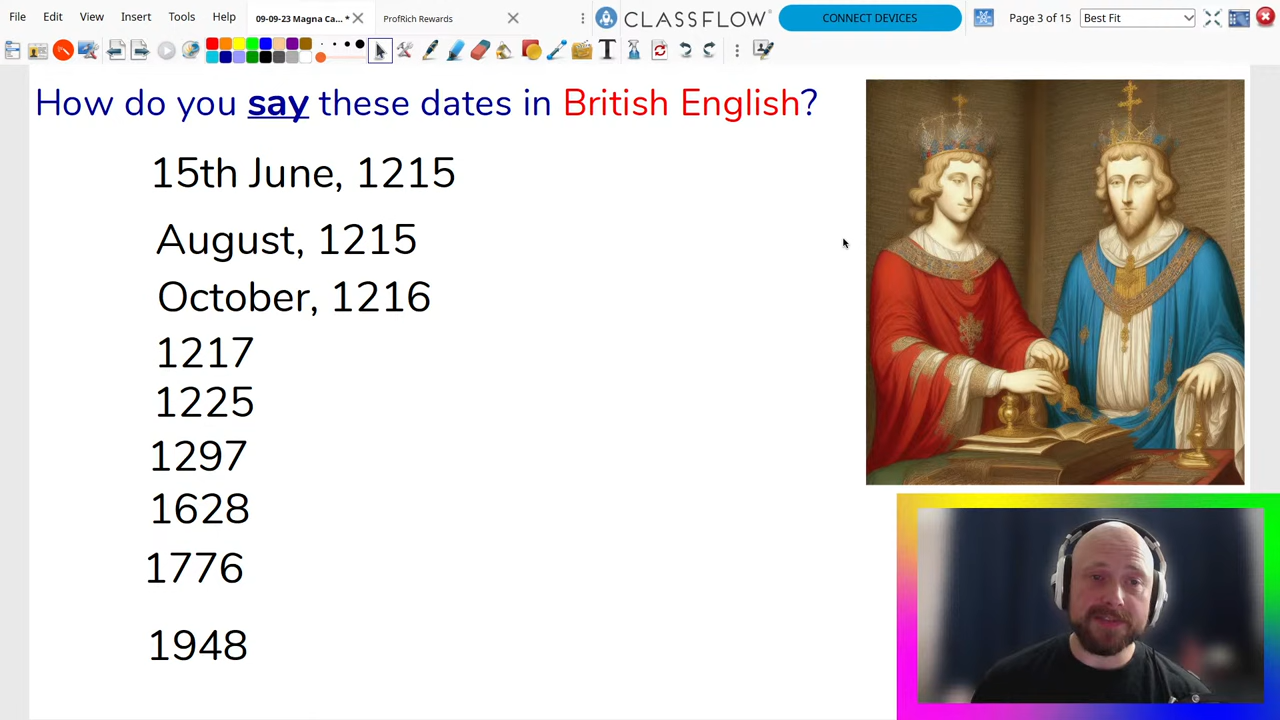 File Edit View Insert Tools Help 09-09-23 Magna Ca... * ProfRich Rewards CLASSFLOW CONNECT DEVICES Page 3 of 15 Best Fit
How do you say these dates in British English?
15th June, 1215
August, 1215
October, 1216
1217
1225
1297
1628
1776
1948